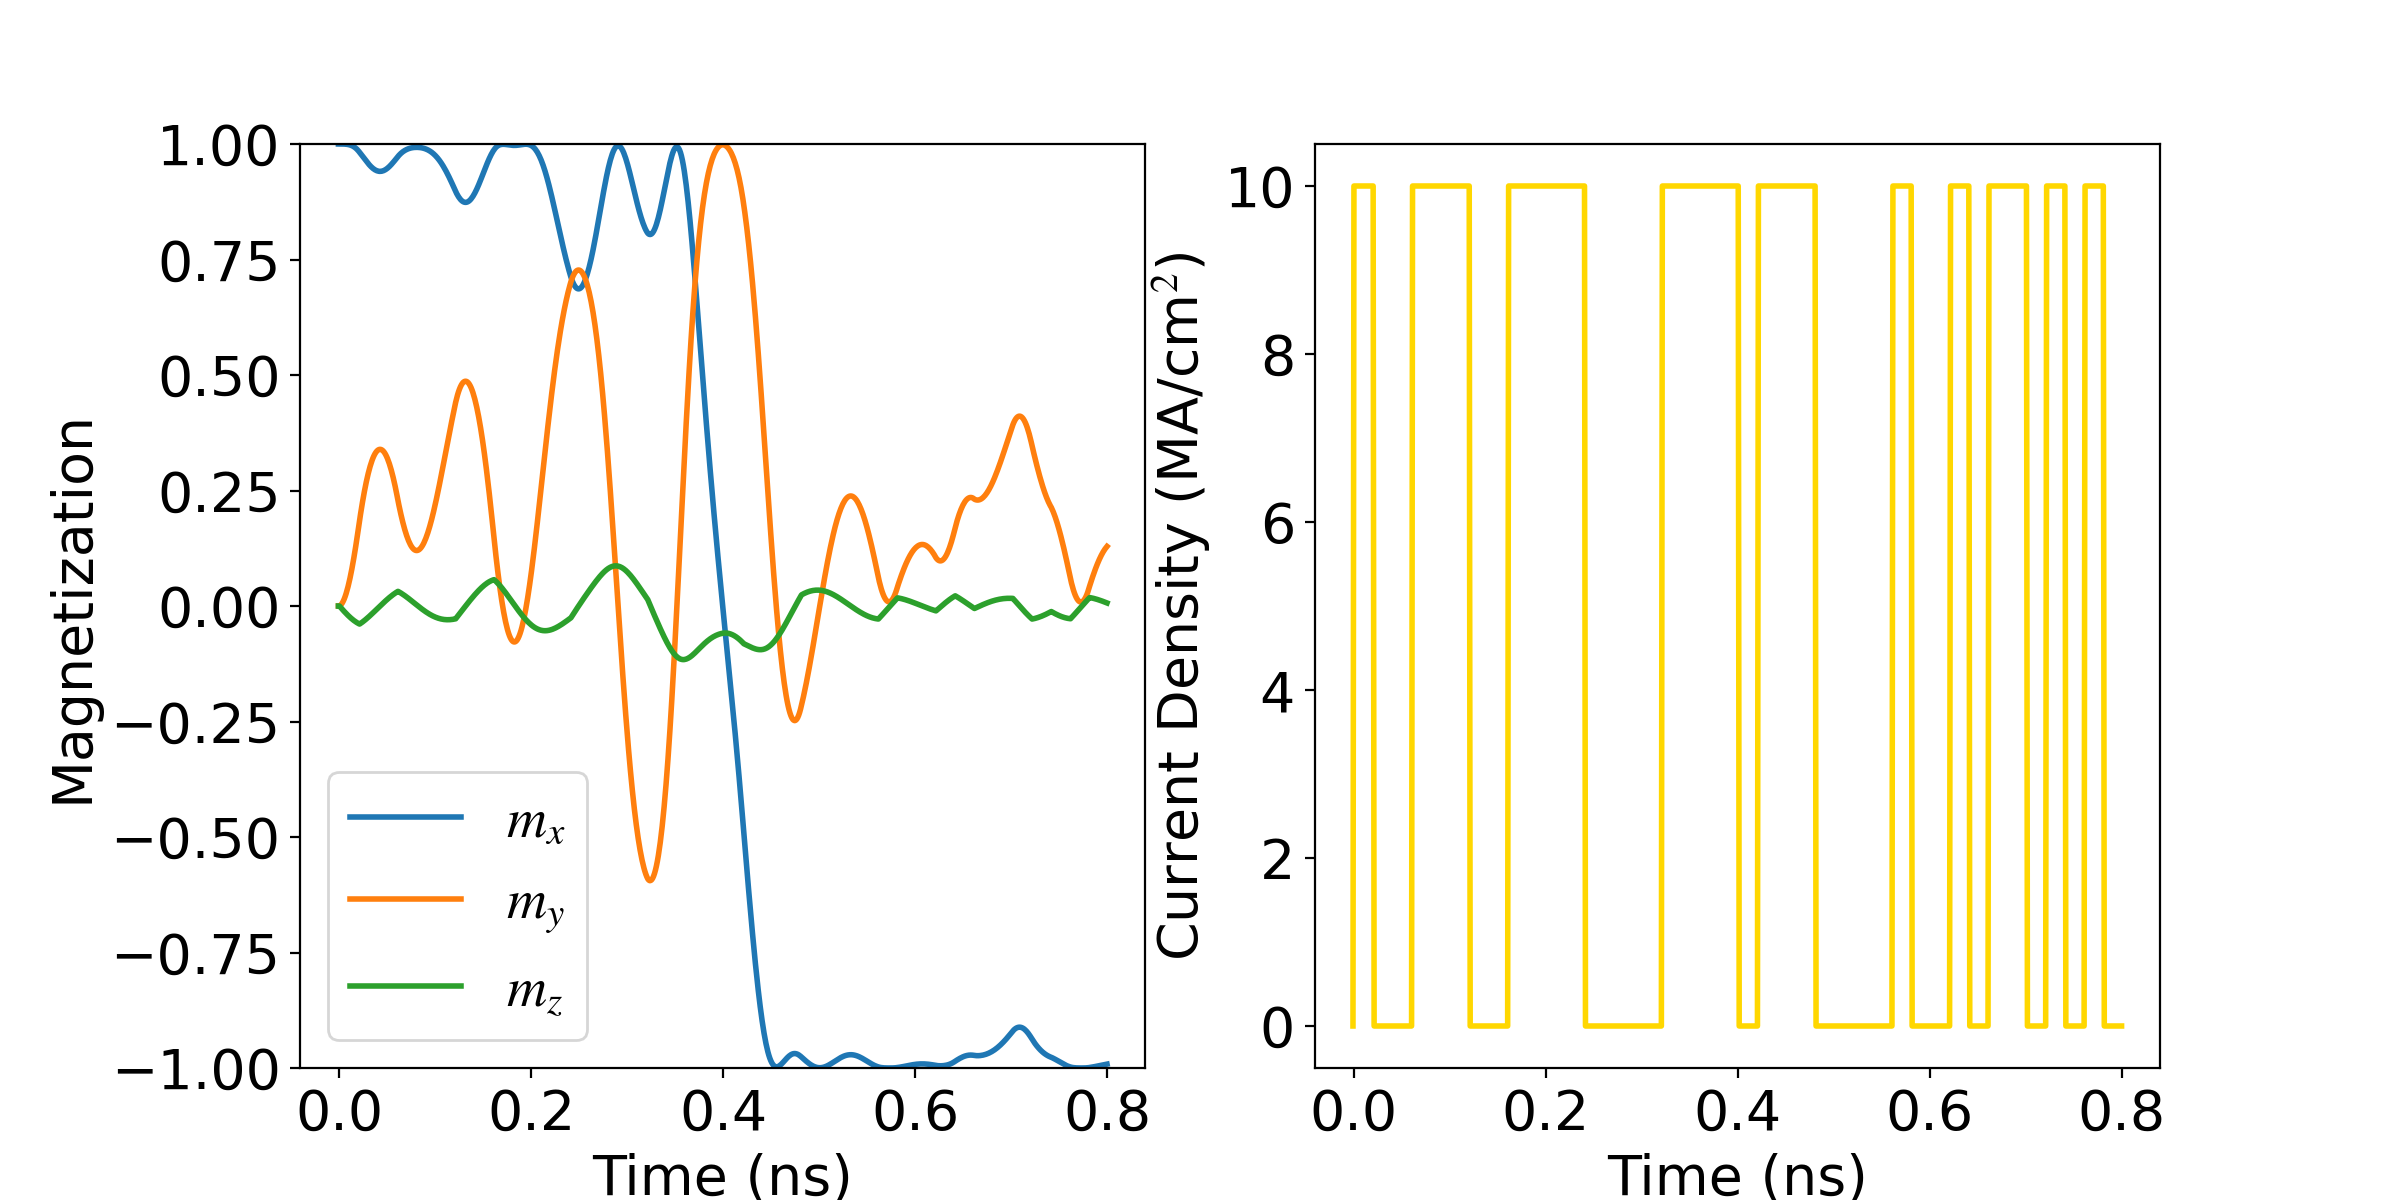 Magnetization
1.00
0.75
0.50
0.25
0.00
−0.25
−0.50
−0.75
−1.00
m_x
m_y
m_z
0.0 0.2 0.4 0.6 0.8
Time (ns)
Current Density (MA/cm²)
10
8
6
4
2
0
0.0 0.2 0.4 0.6 0.8
Time (ns)